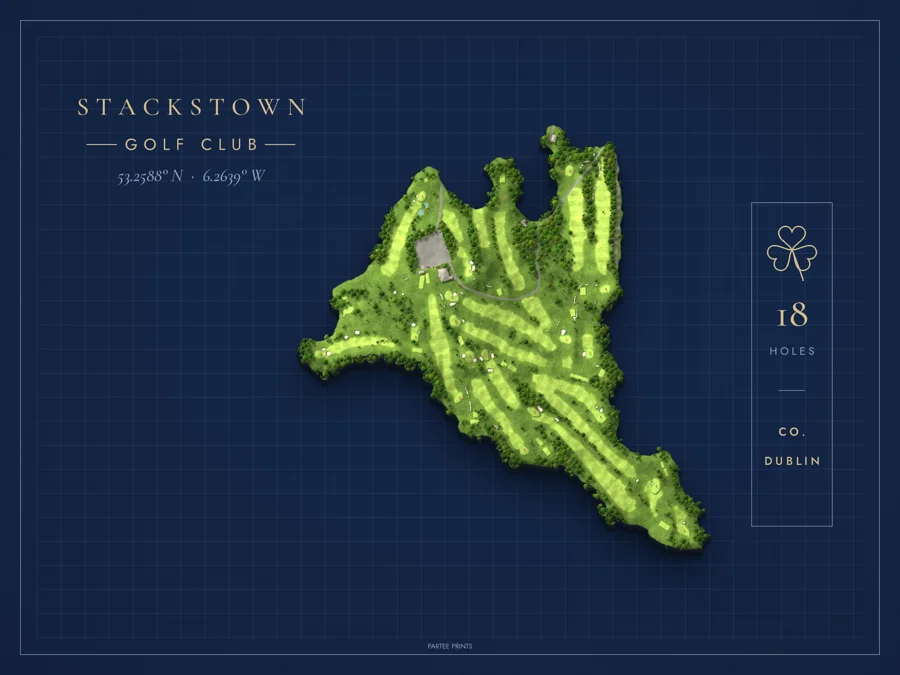 STACKSTOWN
GOLF CLUB
53.2588° N · 6.2639° W
18
HOLES
CO.
DUBLIN
PARTEE PRINTS